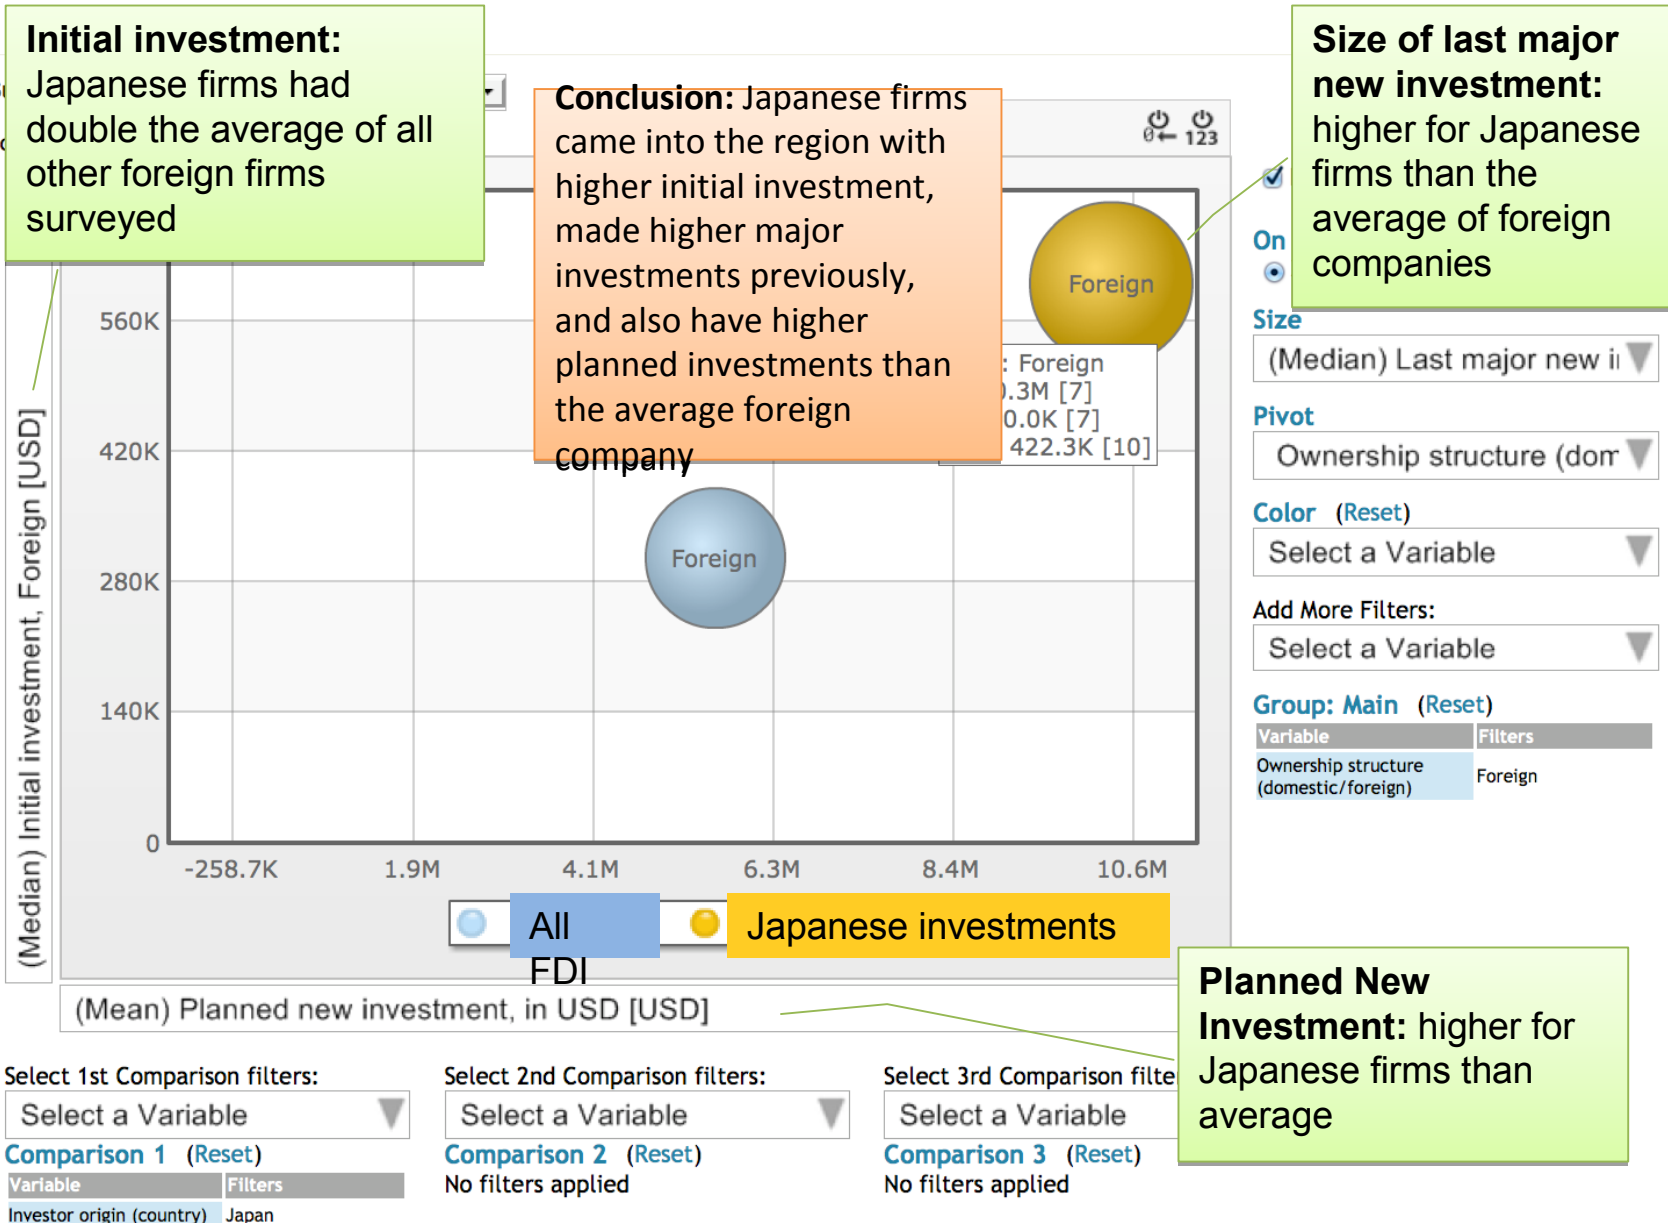 Initial investment:
Japanese firms had
double the average of all
other foreign firms
surveyed
Conclusion: Japanese firms
came into the region with
higher initial investment,
made higher major
investments previously,
and also have higher
planned investments than
the average foreign
company
Size of last major
new investment:
higher for Japanese
firms than the
average of foreign
companies
0← 123
On
Size
(Median) Last major new
Pivot
Ownership structure
Color (Reset)
Select a Variable
Add More Filters:
Select a Variable
Group: Main (Reset)
Variable Filters
Ownership structure
(domestic/foreign)
Foreign
Foreign
: Foreign
.3M [7]
0.0K [7]
422.3K [10]
Foreign
(Median) Initial investment, Foreign [USD]
560K
420K
280K
140K
0
-258.7K 1.9M 4.1M 6.3M 8.4M 10.6M
All
FDI
Japanese investments
(Mean) Planned new investment, in USD [USD]
Planned New
Investment: higher for
Japanese firms than
average
Select 1st Comparison filters:
Select a Variable
Comparison 1 (Reset)
Variable Filters
Investor origin (country) Japan
Select 2nd Comparison filters:
Select a Variable
Comparison 2 (Reset)
No filters applied
Select 3rd Comparison
Select a Variable
Comparison 3 (Reset)
No filters applied